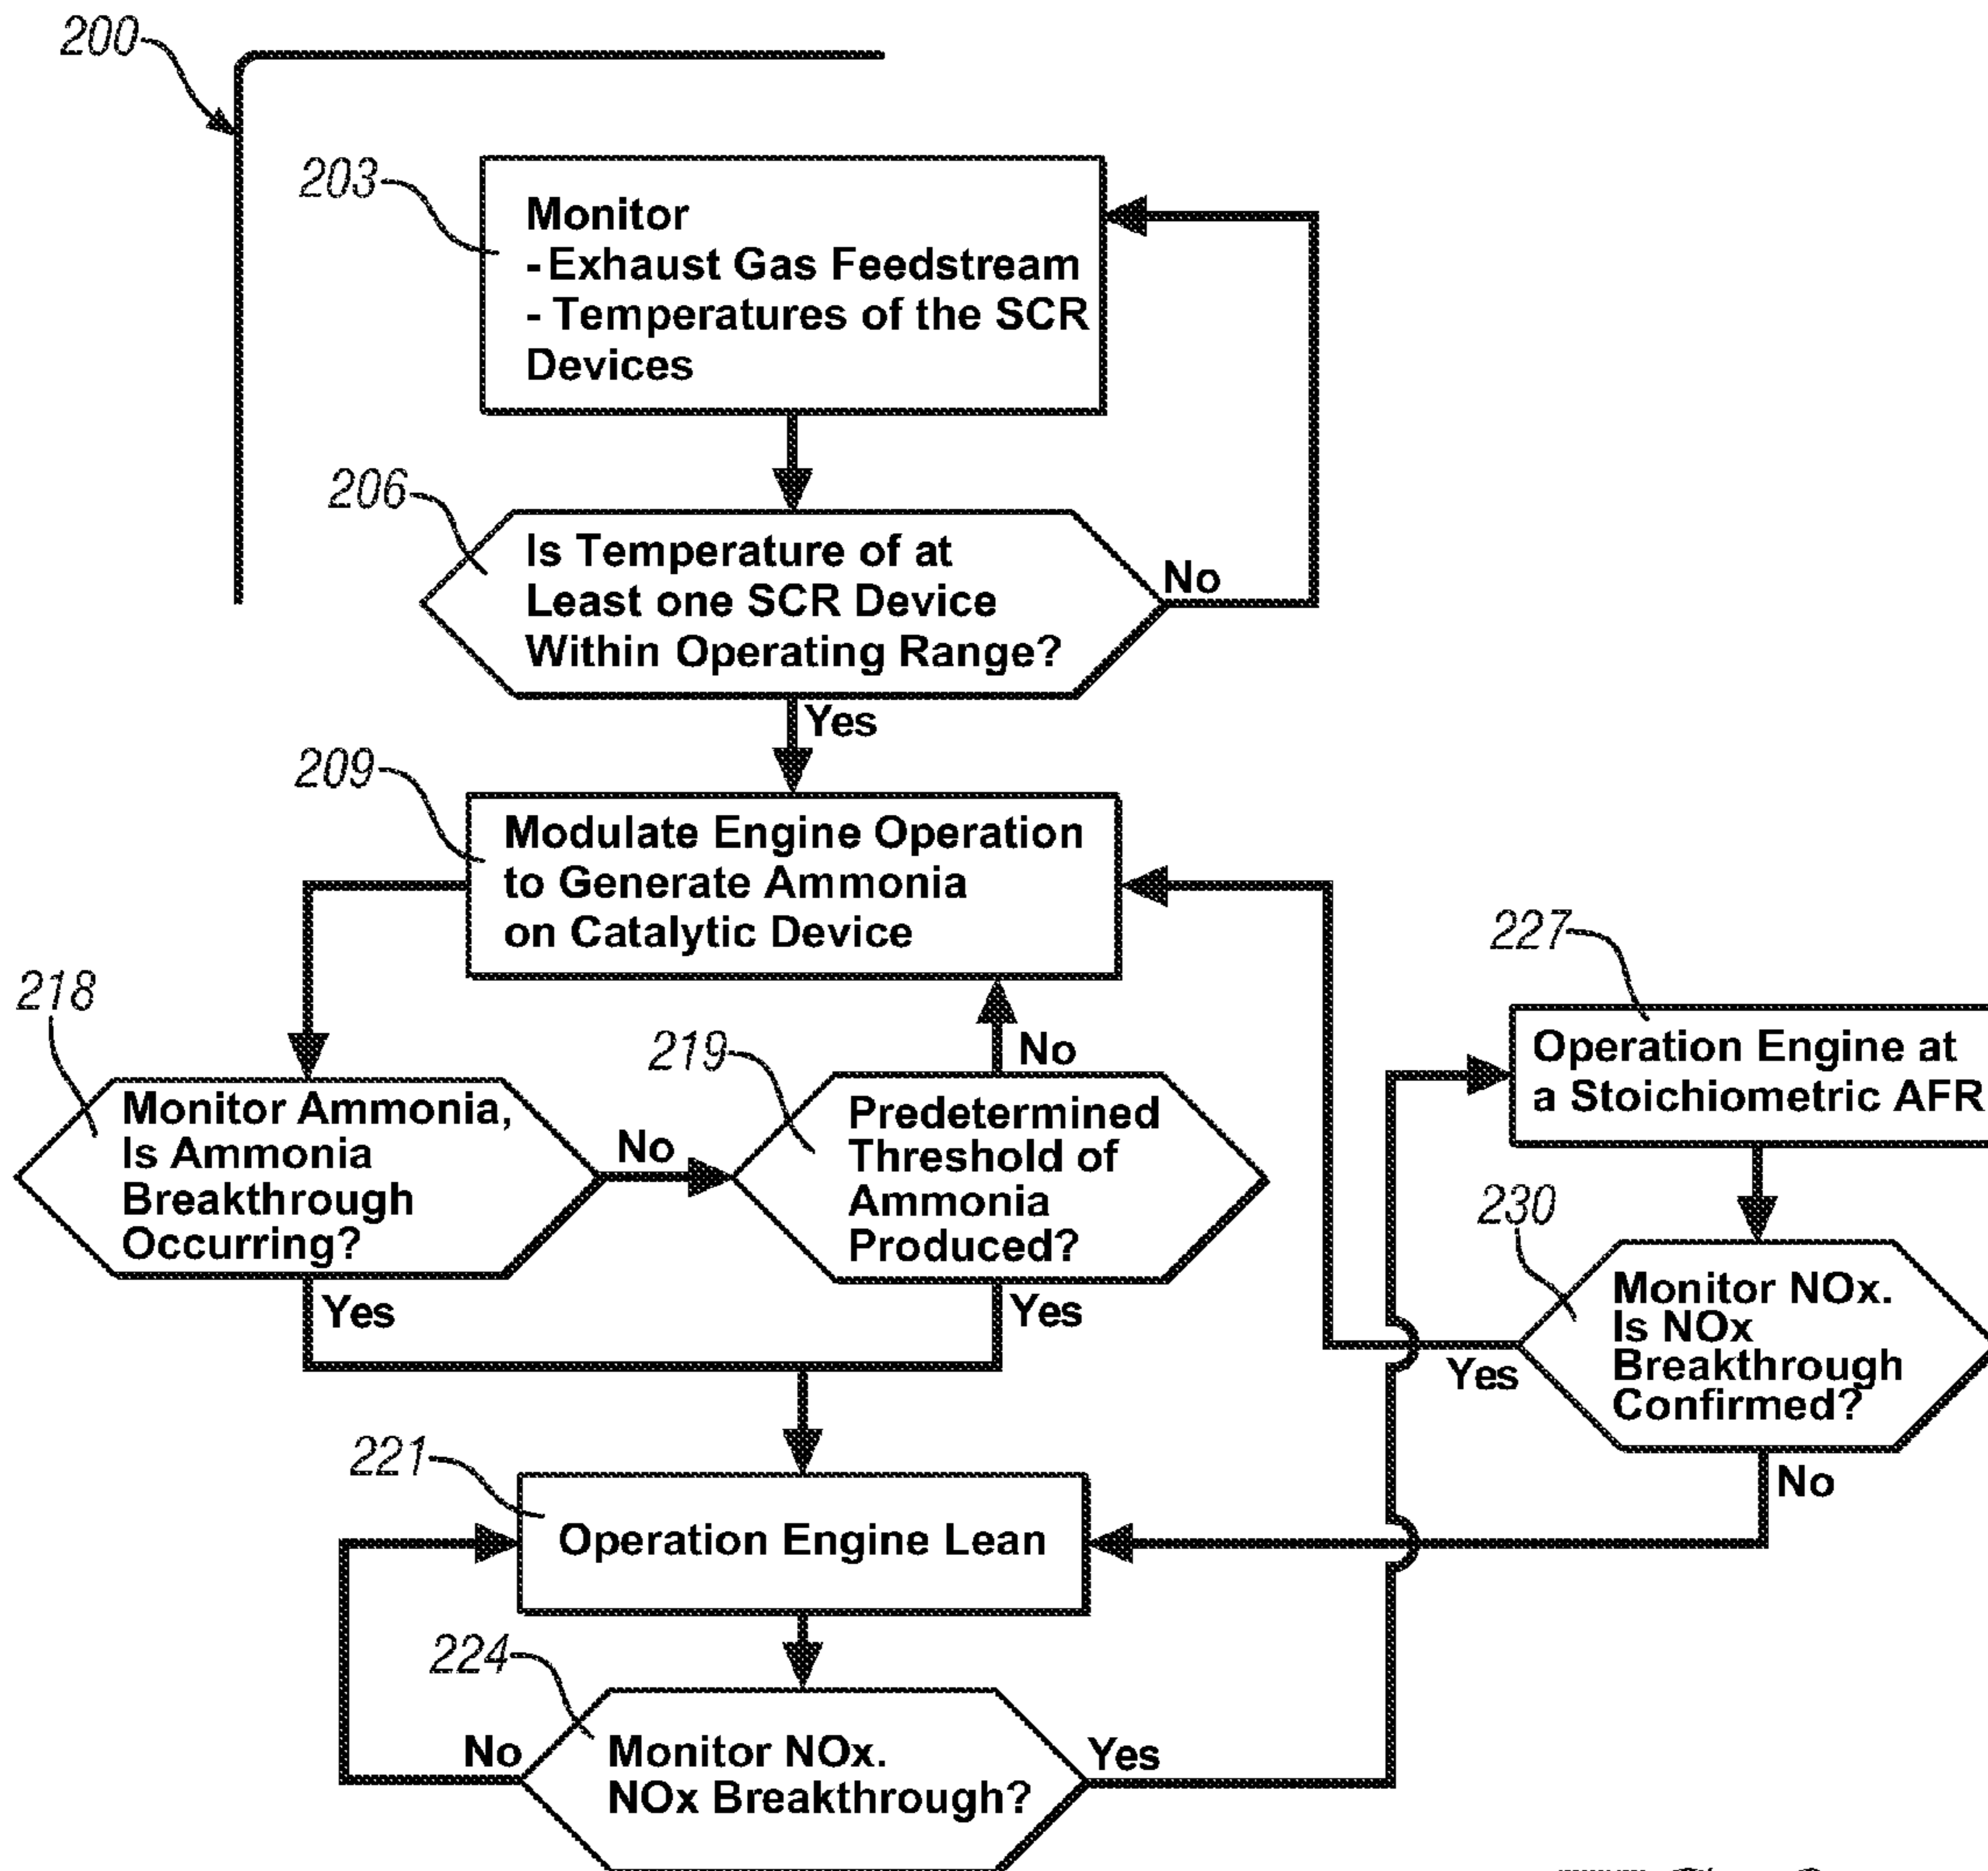 200
203
Monitor
- Exhaust Gas Feedstream
- Temperatures of the SCR
Devices
206
Is Temperature of at
Least one SCR Device
Within Operating Range?
No
Yes
209
Modulate Engine Operation
to Generate Ammonia
on Catalytic Device
218
Monitor Ammonia,
Is Ammonia
Breakthrough
Occurring?
No
Yes
219
No
Predetermined
Threshold of
Ammonia
Produced?
Yes
227
Operation Engine at
a Stoichiometric AFR
230
Monitor NOx.
Is NOx
Breakthrough
Confirmed?
Yes
No
221
Operation Engine Lean
224
No
Monitor NOx.
NOx Breakthrough?
Yes